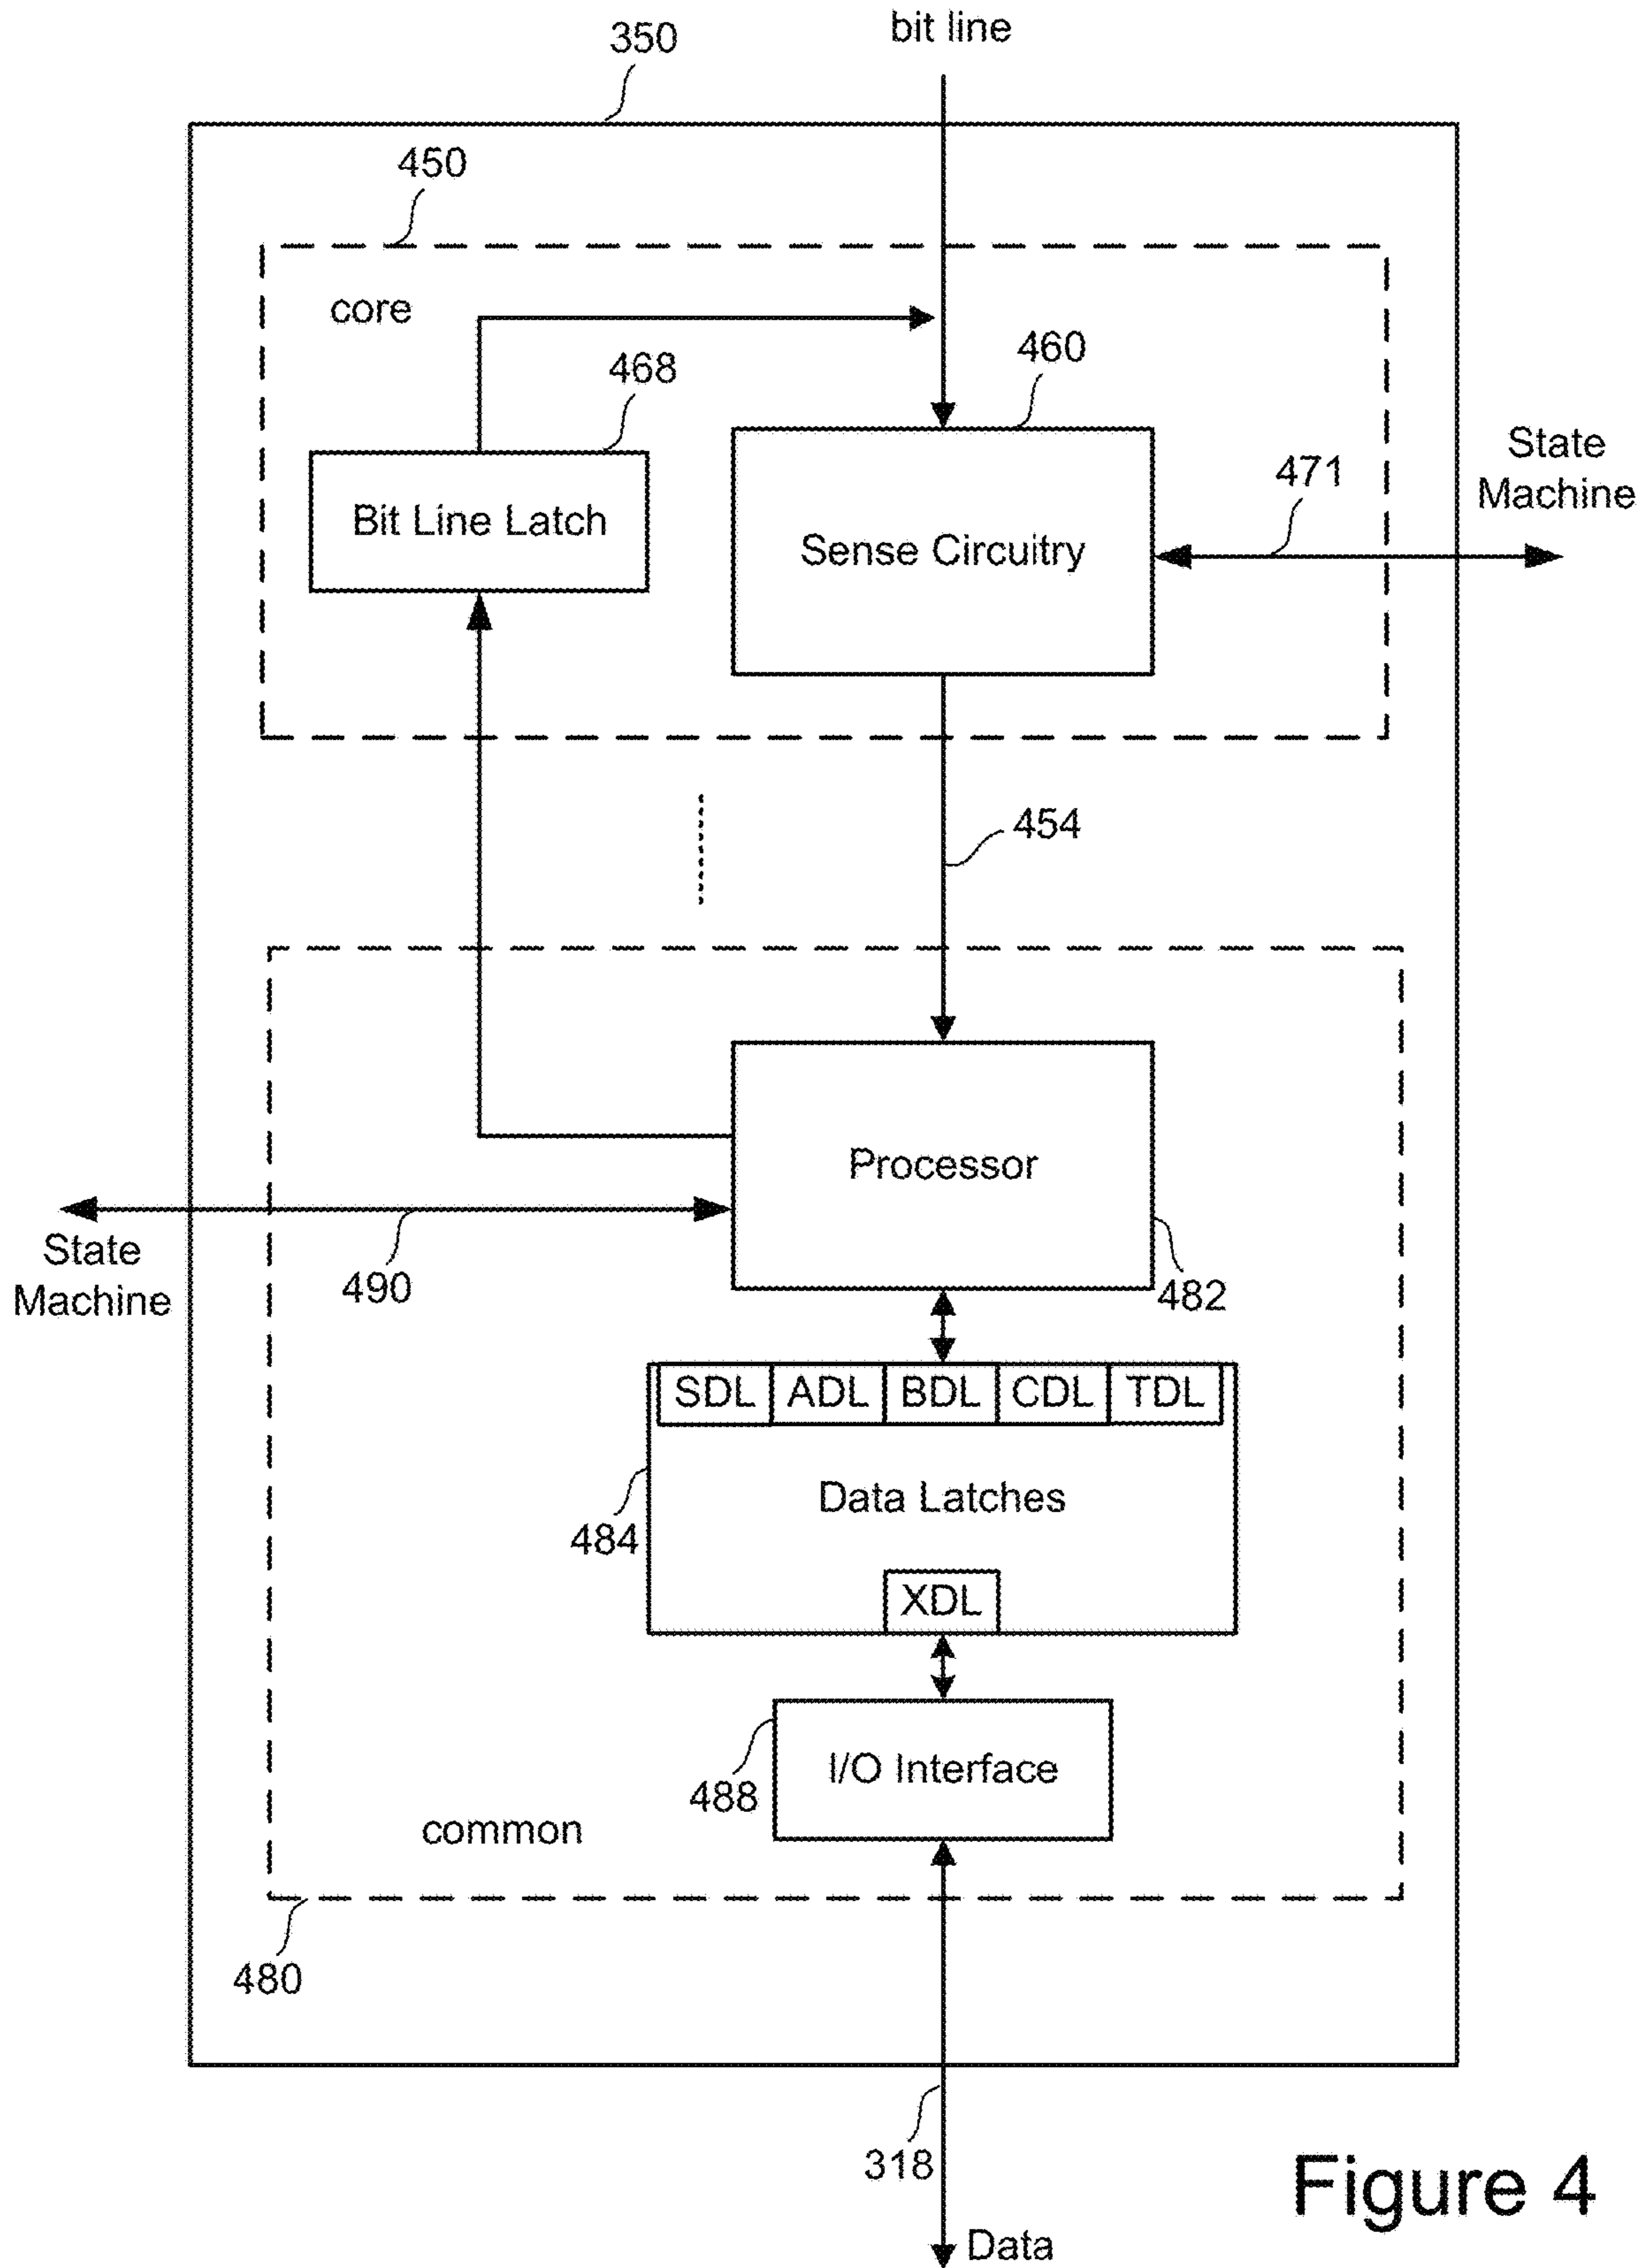 bit line
350
450
core
460
468
State
Machine
471
Bit Line Latch
Sense Circuitry
454
Processor
State
Machine
490
482
SDL ADL BDL CDL TDL
Data Latches
484
XDL
I/O Interface
488
common
480
318
Data
Figure 4